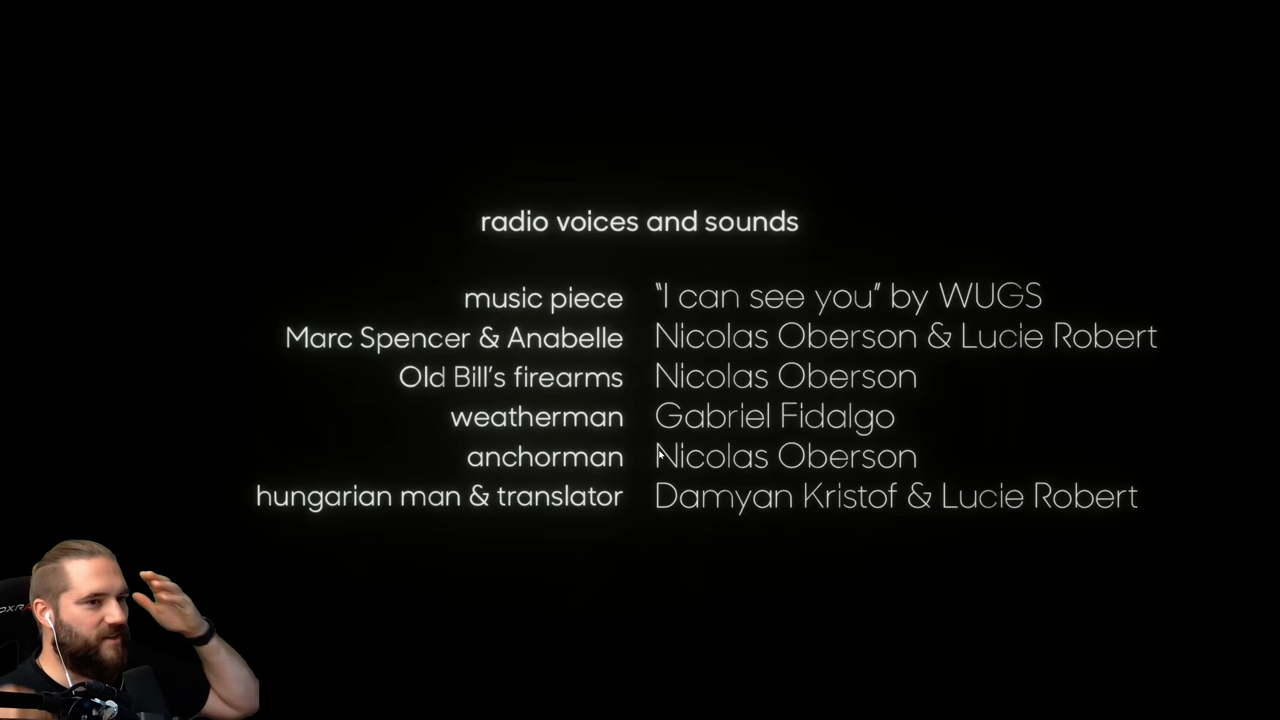 radio voices and sounds
music piece "I can see you" by WUGS
Marc Spencer & Anabelle Nicolas Oberson & Lucie Robert
Old Bill's firearms Nicolas Oberson
weatherman Gabriel Fidalgo
anchorman Nicolas Oberson
hungarian man & translator Damyan Kristof & Lucie Robert